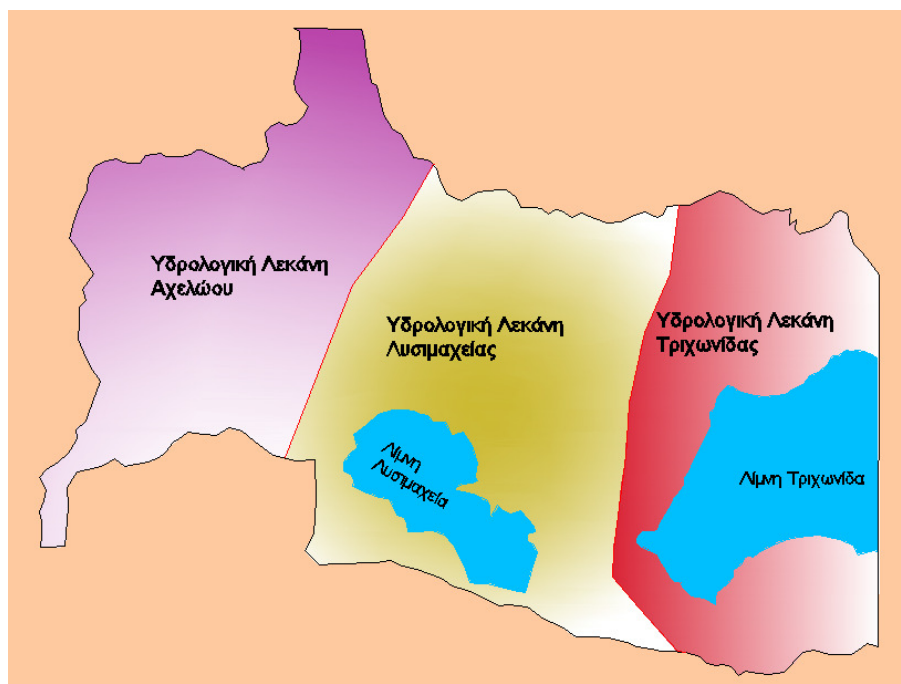 Υδρολογική Λεκάνη
Αχελώου
Υδρολογική Λεκάνη
Λυσιμαχείας
Υδρολογική Λεκάνη
Τριχωνίδας
Λίμνη
Λυσιμαχεία
Λίμνη Τριχωνίδα